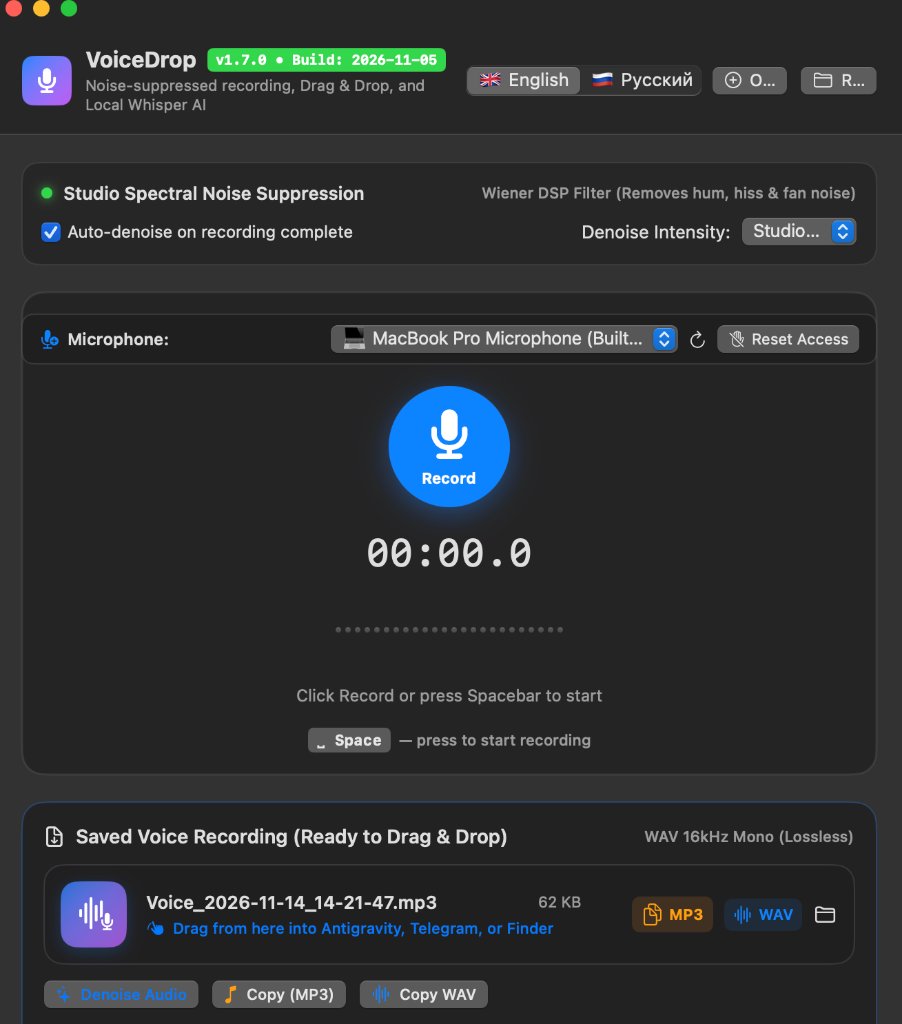 VoiceDrop
v1.7.0 • Build: 2026-11-05
Noise-suppressed recording, Drag & Drop, and
Local Whisper AI
English
Русский
O...
R...
Studio Spectral Noise Suppression
Wiener DSP Filter (Removes hum, hiss & fan noise)
Auto-denoise on recording complete
Denoise Intensity:
Studio...
Microphone:
MacBook Pro Microphone (Built...
Reset Access
Record
00:00.0
Click Record or press Spacebar to start
␣ Space — press to start recording
Saved Voice Recording (Ready to Drag & Drop)
WAV 16kHz Mono (Lossless)
Voice_2026-11-14_14-21-47.mp3
62 KB
MP3
WAV
Drag from here into Antigravity, Telegram, or Finder
Denoise Audio
Copy (MP3)
Copy WAV